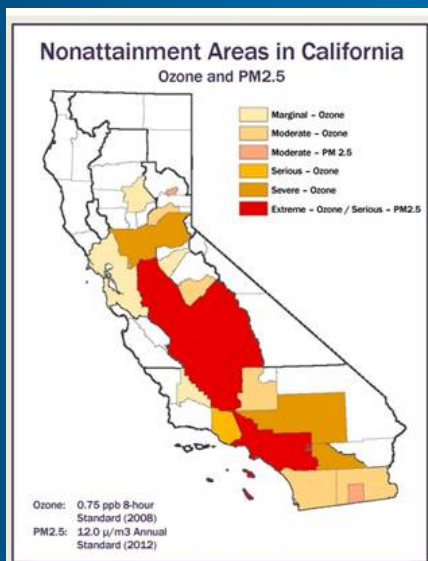 Nonattainment Areas in California
Ozone and PM2.5
Marginal – Ozone
Moderate – Ozone
Moderate – PM 2.5
Serious – Ozone
Severe – Ozone
Extreme – Ozone / Serious – PM2.5
Ozone: 0.75 ppb 8-hour
Standard (2008)
PM2.5: 12.0 µ/m3 Annual
Standard (2012)